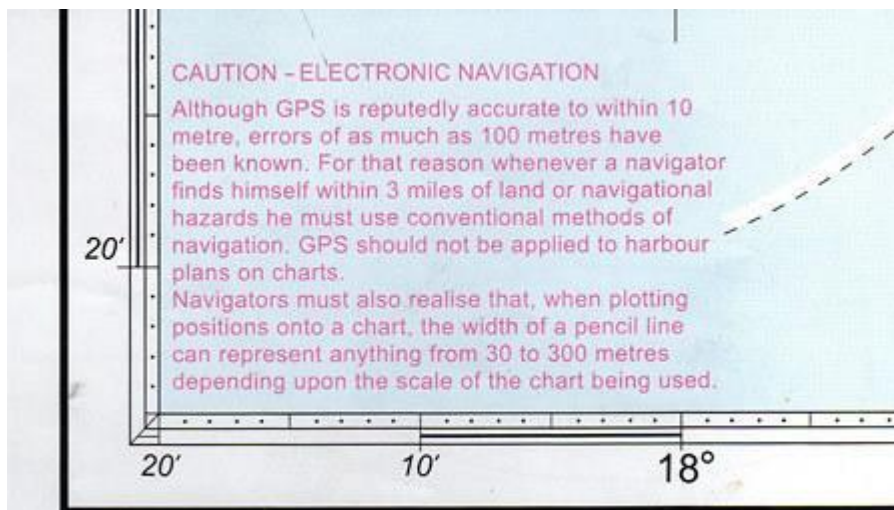 CAUTION – ELECTRONIC NAVIGATION
Although GPS is reputedly accurate to within 10
metre, errors of as much as 100 metres have
been known. For that reason whenever a navigator
finds himself within 3 miles of land or navigational
hazards he must use conventional methods of
navigation. GPS should not be applied to harbour
plans on charts.
Navigators must also realise that, when plotting
positions onto a chart, the width of a pencil line
can represent anything from 30 to 300 metres
depending upon the scale of the chart being used.
20′
20′ 10′ 18°